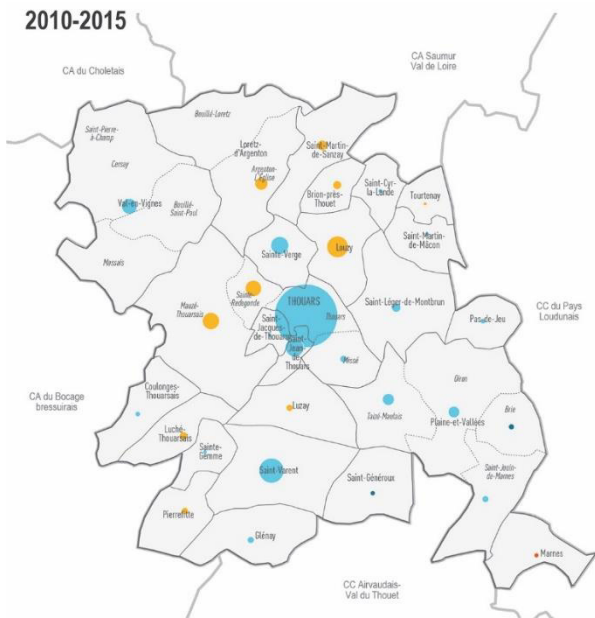 2010-2015
CA du Choletais
CA Saumur
Val de Loire
Bouillé-Loretz
Saint-Pierre
à-Champ
Cersay
Loretz
d'Argenton
Saint-Martin
de-Sanzay
Argenton
l'Église
Saint-Cyr
la-Lande
Brion-près
Thouet
Tourtenay
Val-en-Vignes
Bouillé
Saint-Paul
Saint-Martin
de-Mâcon
Sainte-Verge
Louzy
Massais
Sainte
Radegonde
Mauzé
Thouarsais
THOUARS
Thouars
Saint-Léger-de-Montbrun
CC du Pays
Loudunais
Pas-de-Jeu
Saint
Jacques
de-Thouars
Saint
Jean
de
Thouars
Missé
Oiron
CA du Bocage
bressuirais
Coulonges
Thouarsais
Luzay
Taizé-Maulais
Plaine-et-Vallées
Brie
Luché
Thouarsais
Sainte
Gemme
Saint-Varent
Saint-Généroux
Saint-Jouin
de-Marnes
Pierrefitte
Glénay
Marnes
CC Airvaudais-
Val du Thouet